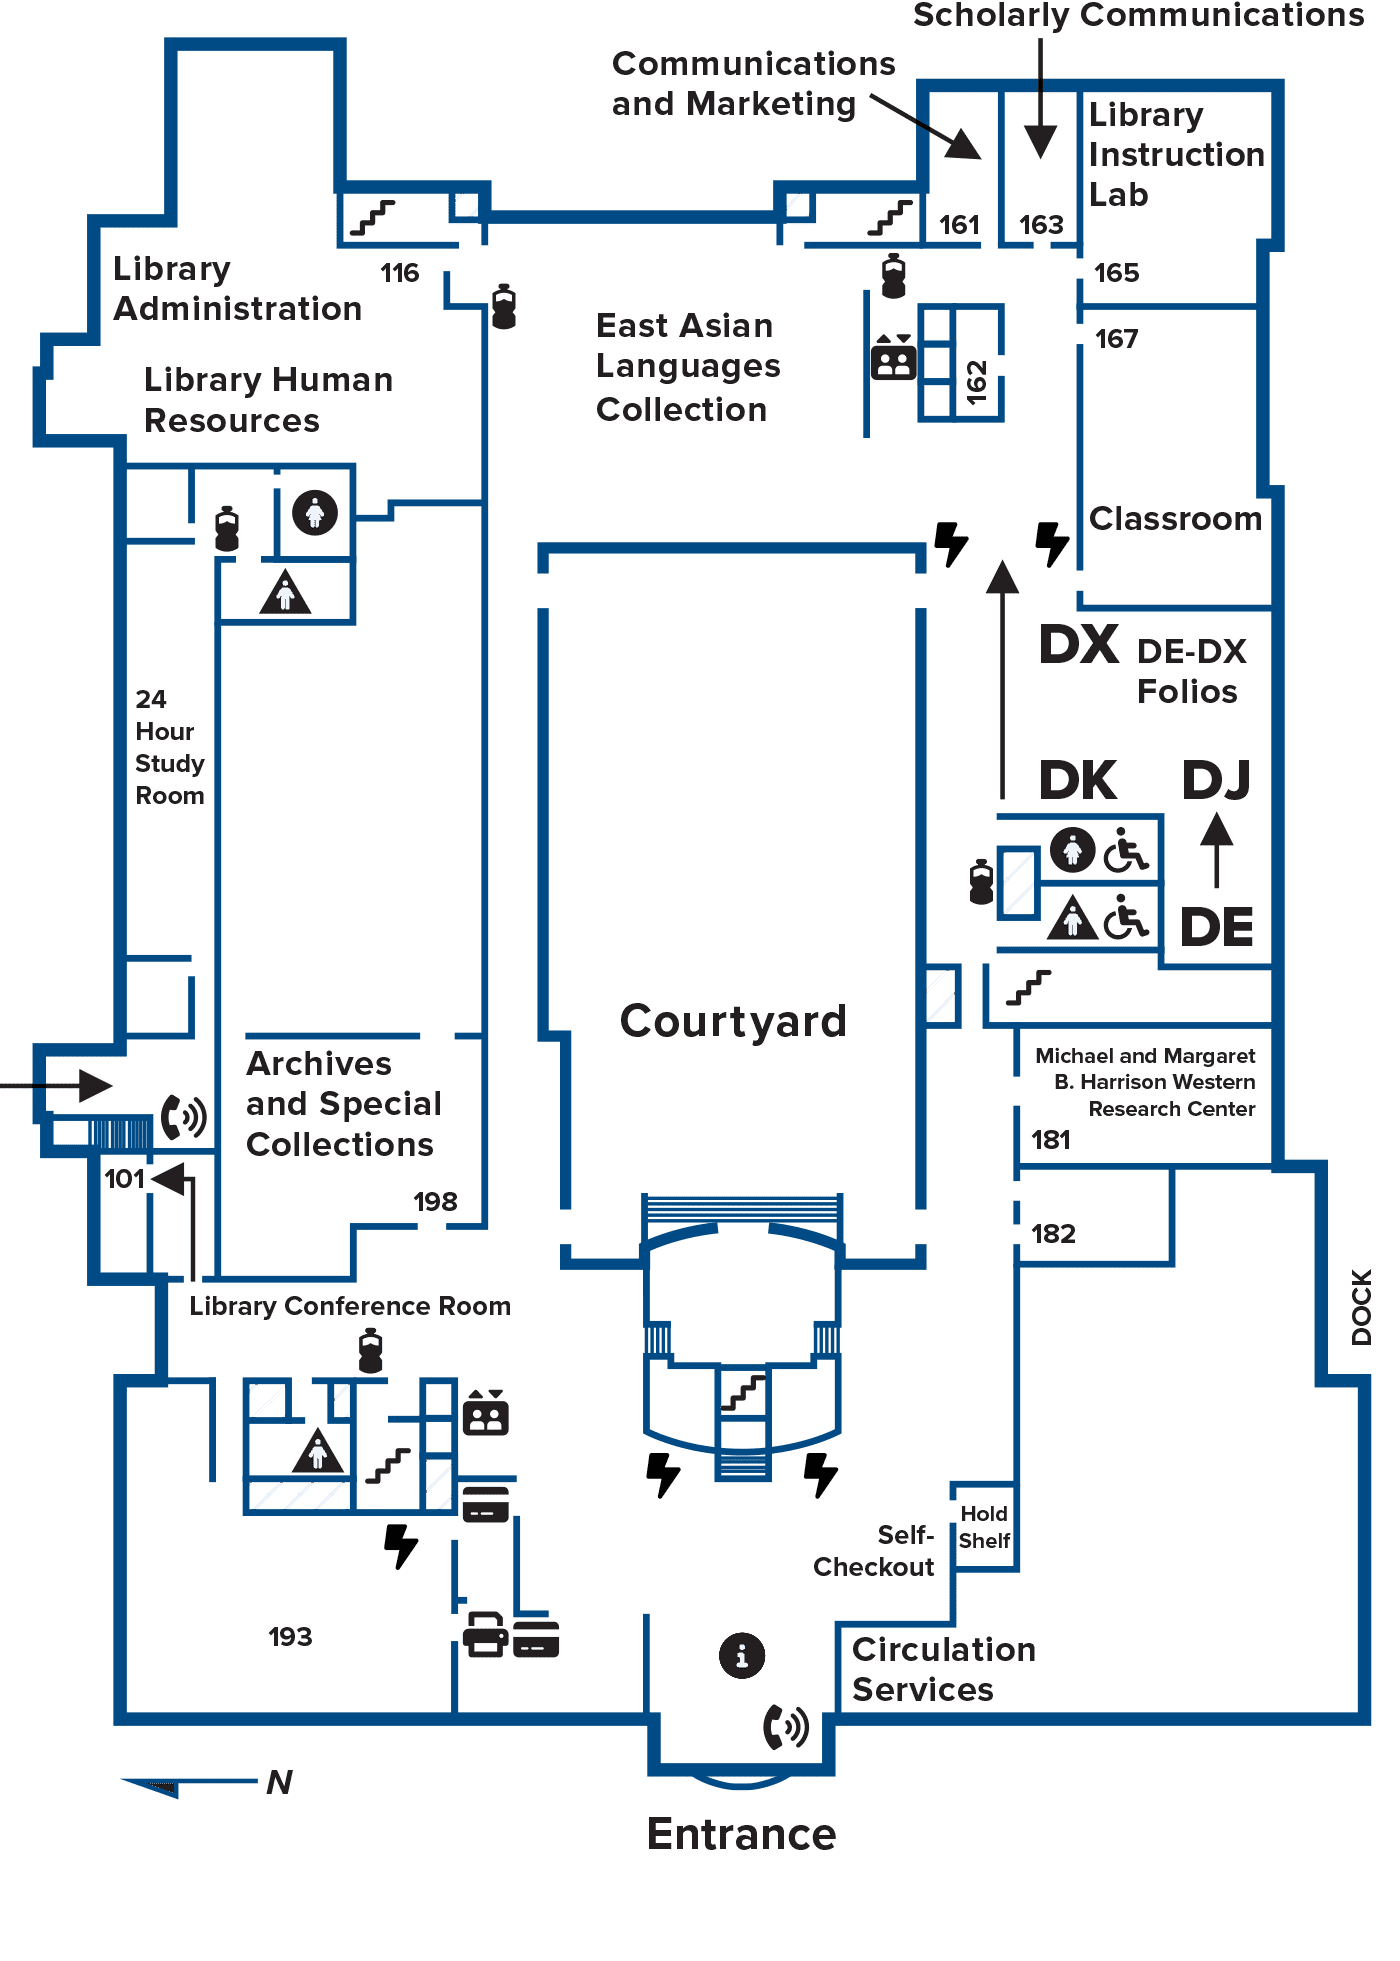 Scholarly Communications
Communications
and Marketing
Library
Instruction
Lab
161
163
165
167
Library
Administration
116
Library Human
Resources
East Asian
Languages
Collection
162
Classroom
DX
DE-DX
Folios
24
Hour
Study
Room
DK
DJ
DE
Courtyard
Archives
and Special
Collections
198
Michael and Margaret
B. Harrison Western
Research Center
181
182
101
Library Conference Room
DOCK
Hold
Shelf
Self-
Checkout
193
i
Circulation
Services
N
Entrance